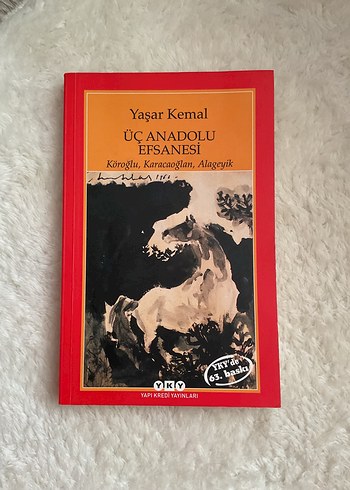 Yaşar Kemal
ÜÇ ANADOLU
EFSANESİ
Köroğlu, Karacaoğlan, Alageyik
YKY'de
63. baskı
YKY
YAPI KREDİ YAYINLARI